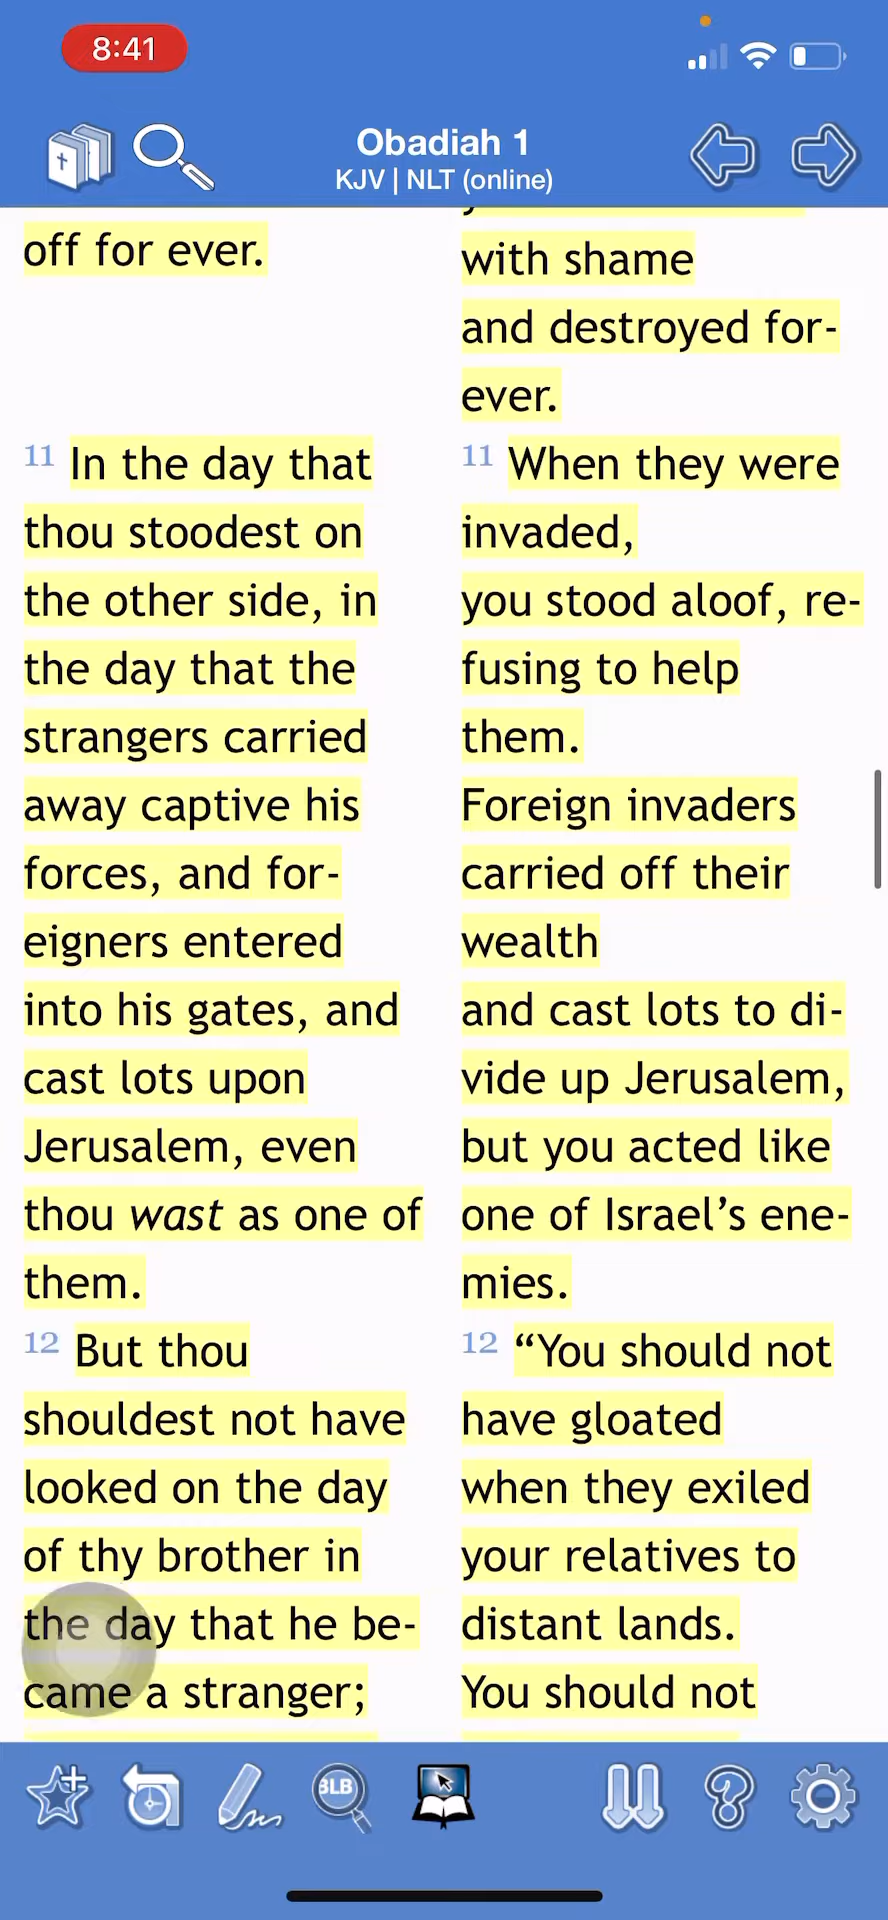 8:41
Obadiah 1
KJV | NLT (online)
off for ever.
11 In the day that
thou stoodest on
the other side, in
the day that the
strangers carried
away captive his
forces, and for-
eigners entered
into his gates, and
cast lots upon
Jerusalem, even
thou wast as one of
them.
12 But thou
shouldest not have
looked on the day
of thy brother in
the day that he be-
came a stranger;
with shame
and destroyed for-
ever.
11 When they were
invaded,
you stood aloof, re-
fusing to help
them.
Foreign invaders
carried off their
wealth
and cast lots to di-
vide up Jerusalem,
but you acted like
one of Israel’s ene-
mies.
12 “You should not
have gloated
when they exiled
your relatives to
distant lands.
You should not
BLB